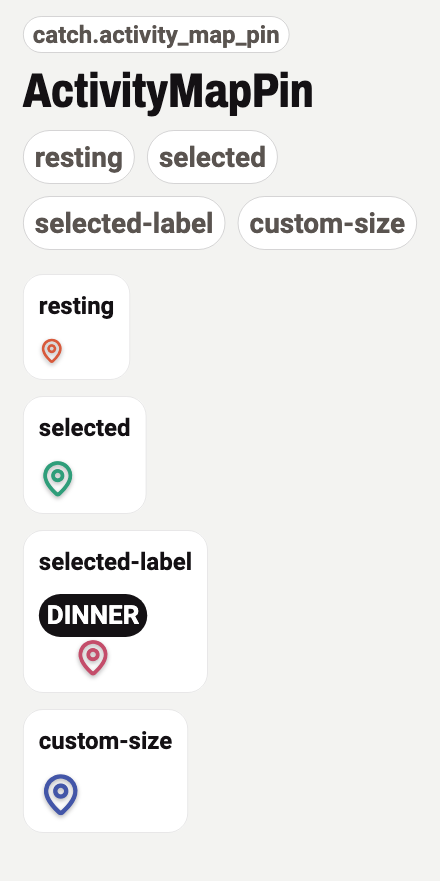 catch.activity_map_pin
ActivityMapPin
resting selected
selected-label custom-size
resting
selected
selected-label
DINNER
custom-size